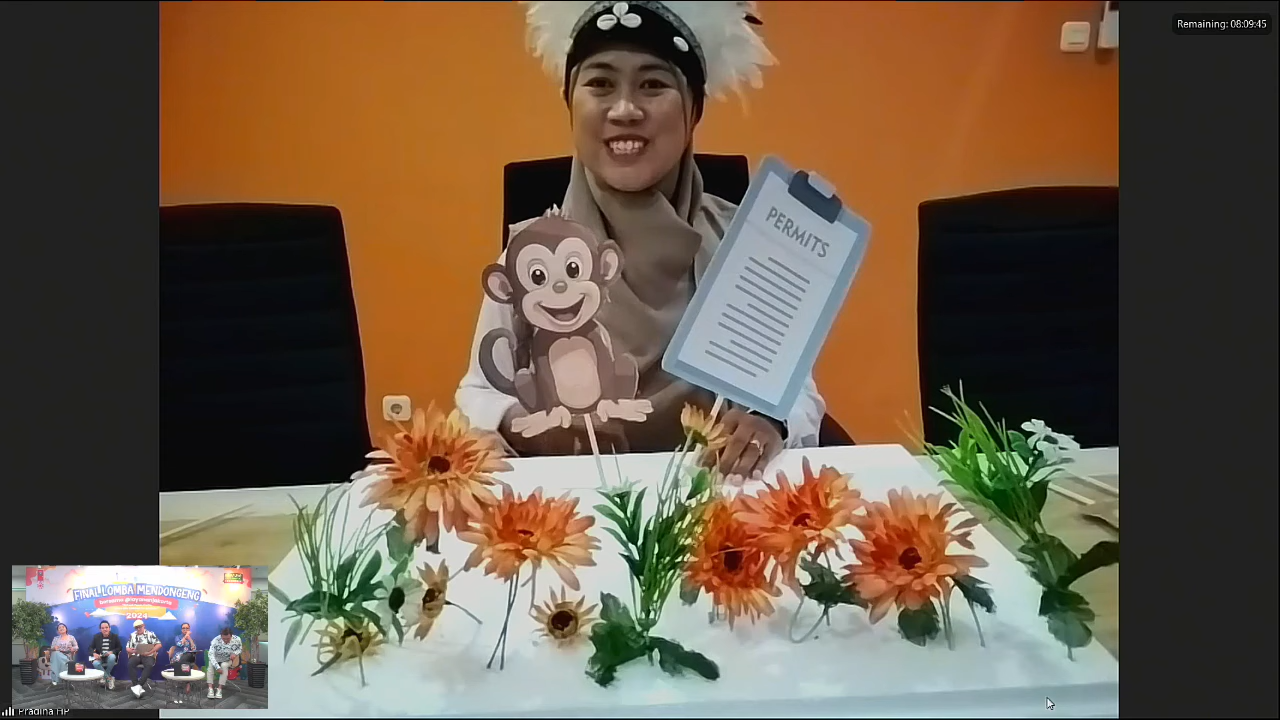 Remaining: 08:09:45
PERMITS
FINAL LOMBA MENDONGENG
2024
Pradina HP